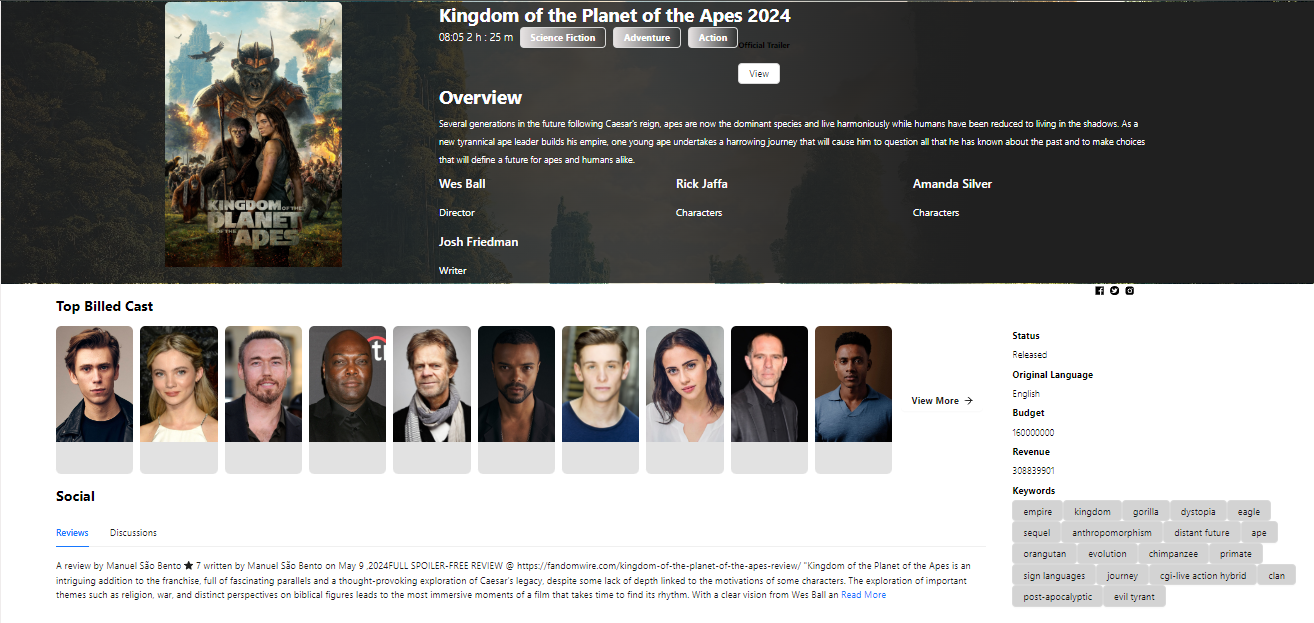 Kingdom of the Planet of the Apes 2024
08:05 2 h : 25 m Science Fiction Adventure Action
Official Trailer
View
Overview
Several generations in the future following Caesar's reign, apes are now the dominant species and live harmoniously while humans have been reduced to living in the shadows. As a
new tyrannical ape leader builds his empire, one young ape undertakes a harrowing journey that will cause him to question all that he has known about the past and to make choices
that will define a future for apes and humans alike.
KINGDOM OF THE
PLANET
OF THE APES
Wes Ball Rick Jaffa Amanda Silver
Director Characters Characters
Josh Friedman
Writer
Top Billed Cast
View More →
Social
Reviews Discussions
A review by Manuel São Bento ★ 7 written by Manuel São Bento on May 9 ,2024FULL SPOILER-FREE REVIEW @ https://fandomwire.com/kingdom-of-the-planet-of-the-apes-review/ "Kingdom of the Planet of the Apes is an
intriguing addition to the franchise, full of fascinating parallels and a thought-provoking exploration of Caesar's legacy, despite some lack of depth linked to the motivations of some characters. The exploration of important
themes such as religion, war, and distinct perspectives on biblical figures leads to the most immersive moments of a film that takes time to find its rhythm. With a clear vision from Wes Ball an Read More
Status
Released
Original Language
English
Budget
160000000
Revenue
308839901
Keywords
empire kingdom gorilla dystopia eagle
sequel anthropomorphism distant future ape
orangutan evolution chimpanzee primate
sign languages journey cgi-live action hybrid clan
post-apocalyptic evil tyrant